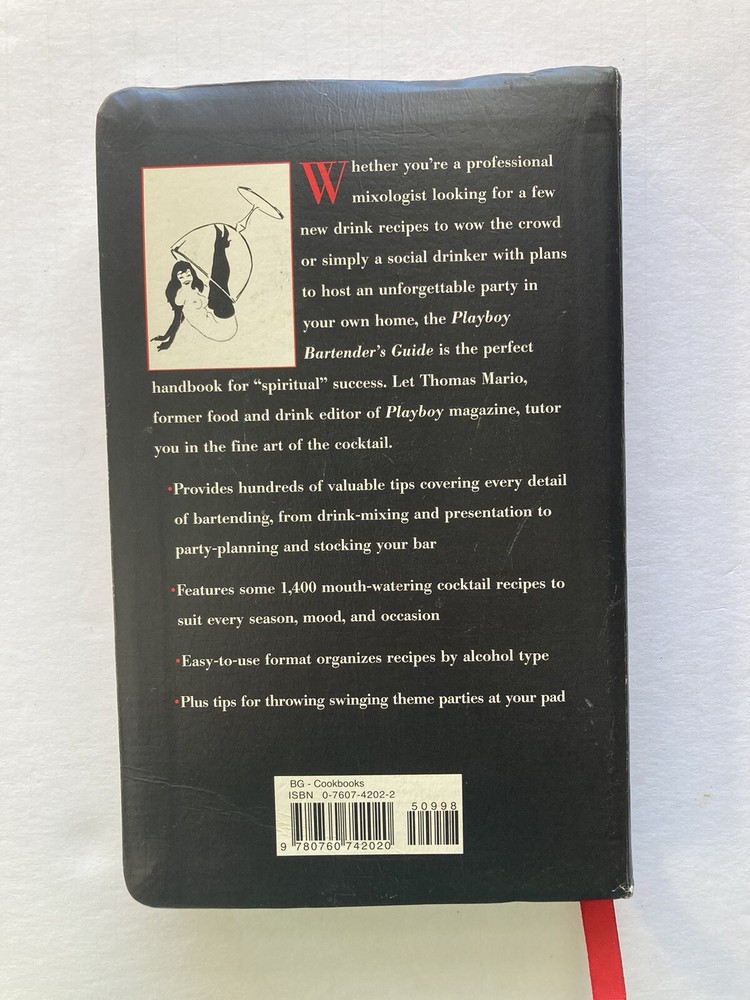 Whether you're a professional
mixologist looking for a few
new drink recipes to wow the crowd
or simply a social drinker with plans
to host an unforgettable party in
your own home, the Playboy
Bartender's Guide is the perfect
handbook for “spiritual” success. Let Thomas Mario,
former food and drink editor of Playboy magazine, tutor
you in the fine art of the cocktail.
•Provides hundreds of valuable tips covering every detail
of bartending, from drink-mixing and presentation to
party-planning and stocking your bar
•Features some 1,400 mouth-watering cocktail recipes to
suit every season, mood, and occasion
•Easy-to-use format organizes recipes by alcohol type
•Plus tips for throwing swinging theme parties at your pad
BG - Cookbooks
ISBN 0-7607-4202-2
50998
9 780760 742020